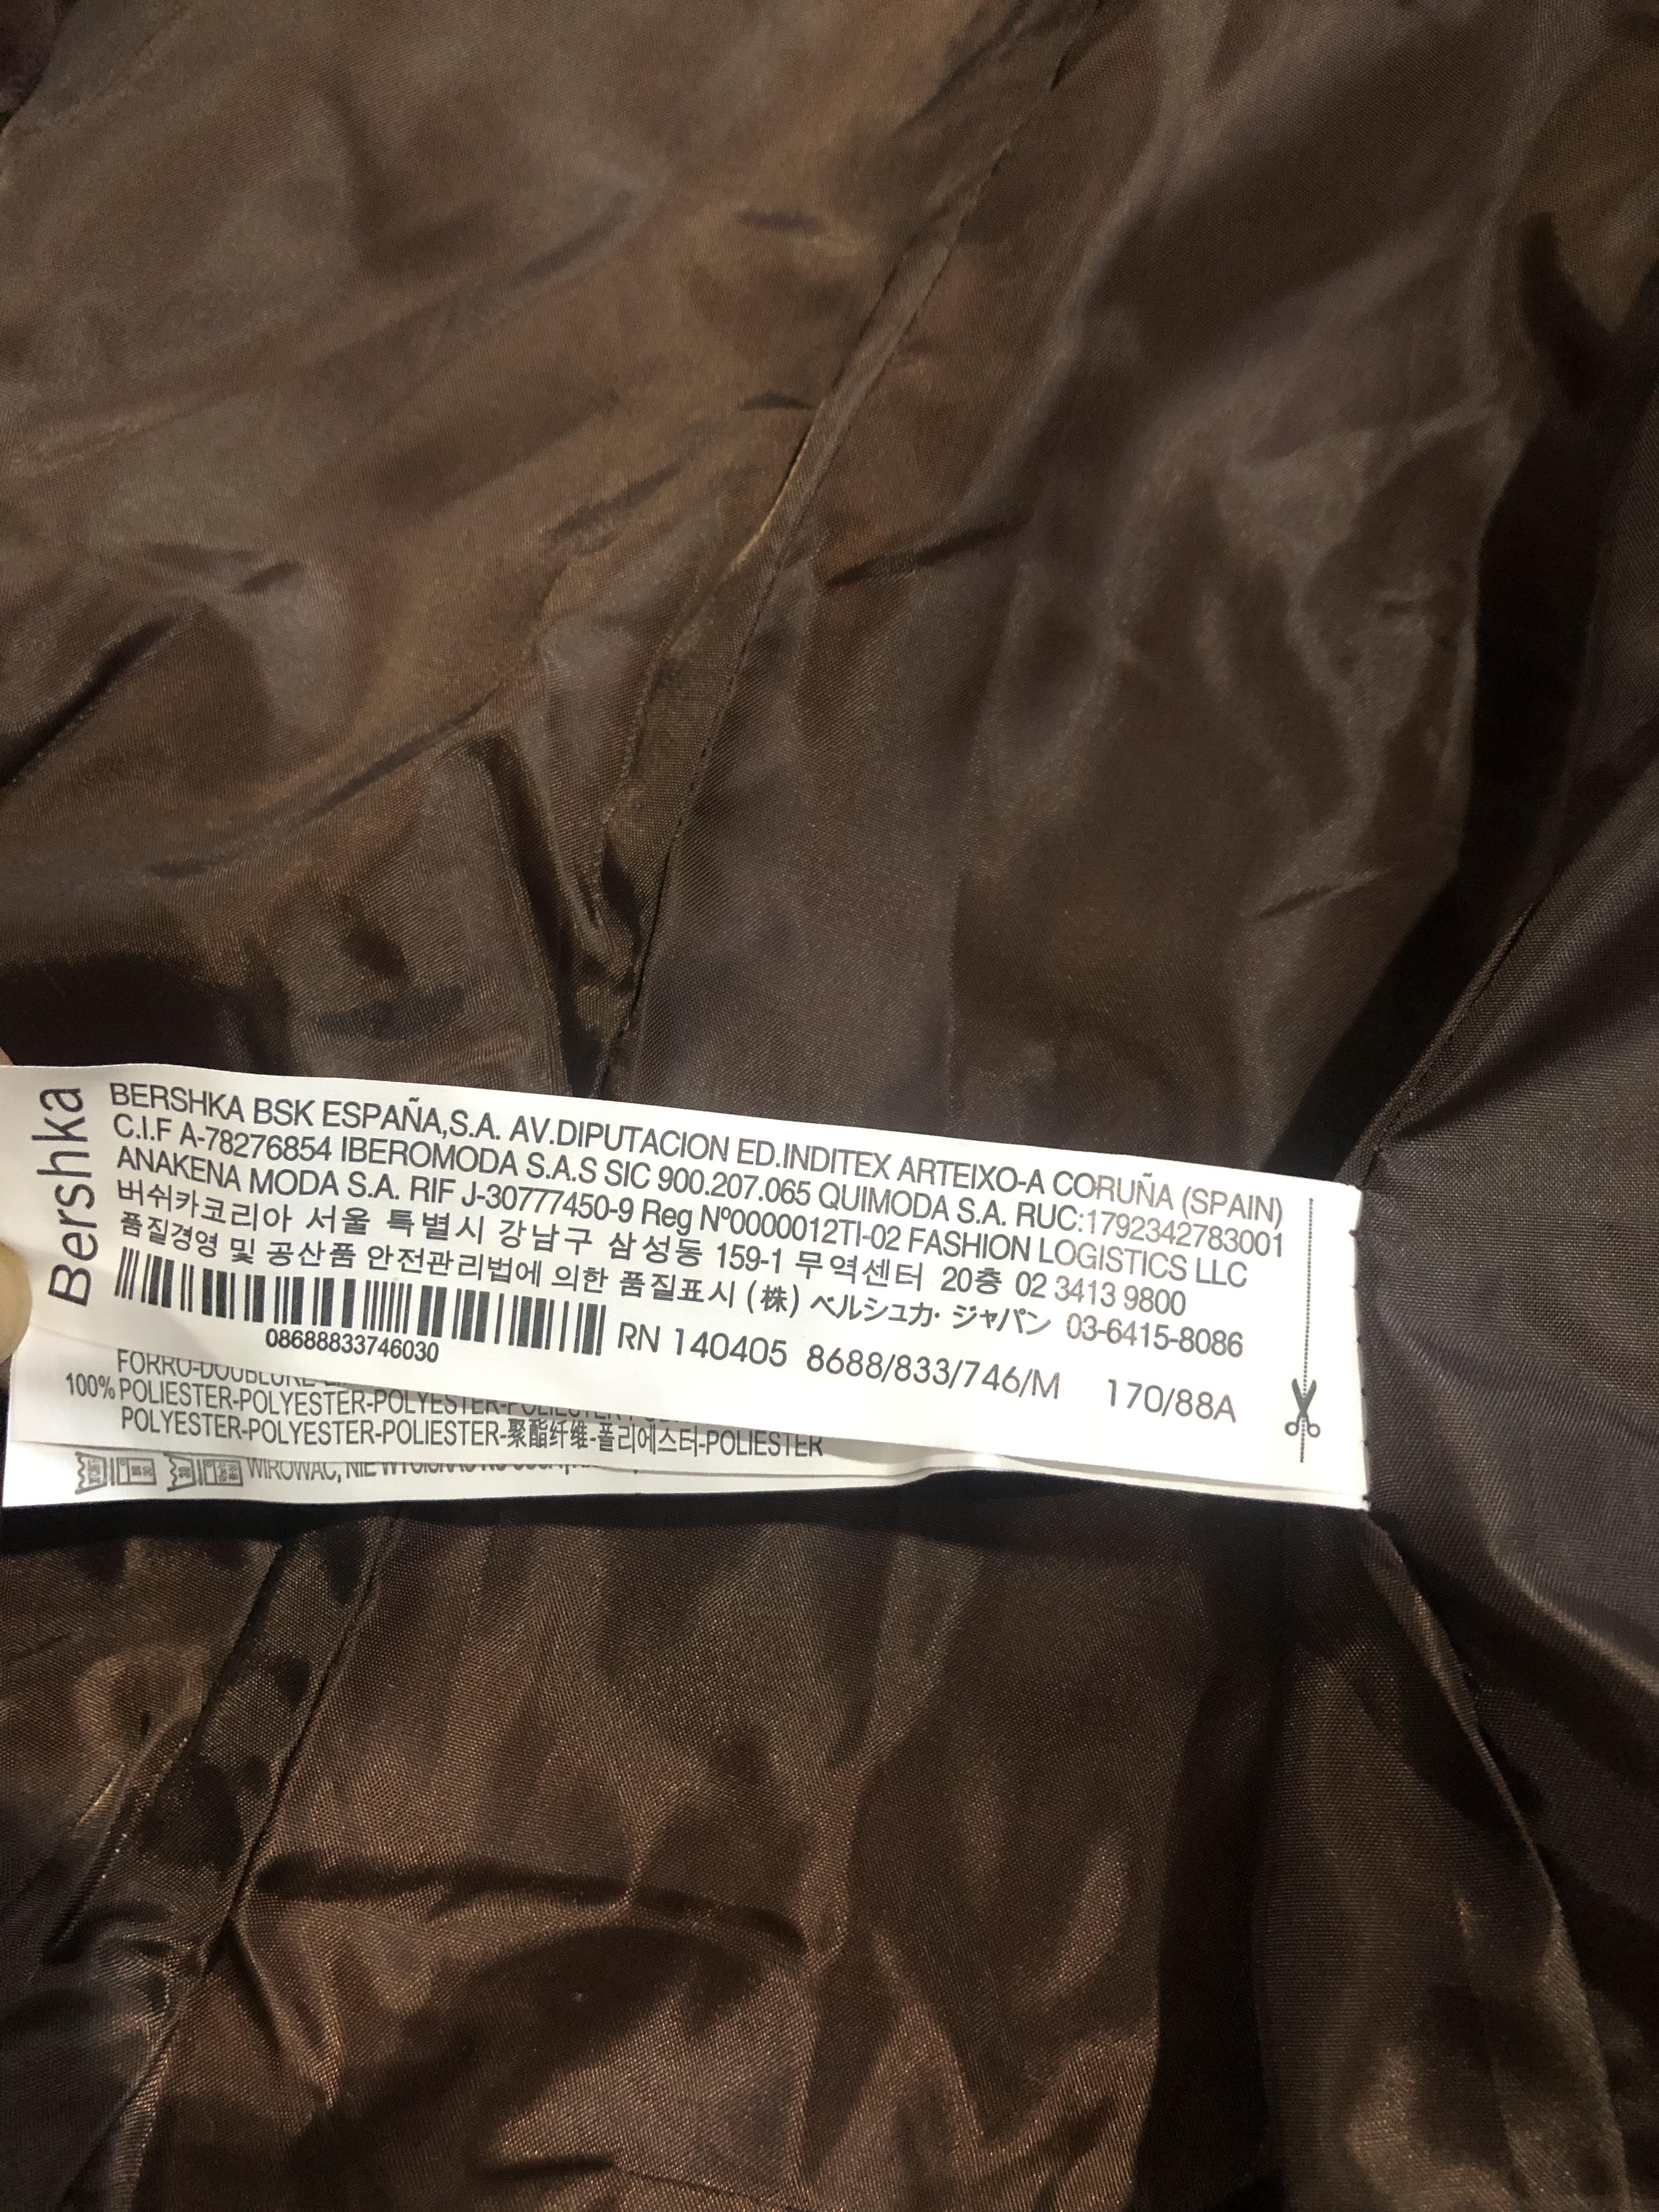 Bershka
BERSHKA BSK ESPAÑA,S.A. AV.DIPUTACION ED.INDITEX ARTEIXO-A CORUÑA (SPAIN)
C.I.F A-78276854 IBEROMODA S.A.S SIC 900.207.065 QUIMODA S.A. RUC:1792342783001
ANAKENA MODA S.A. RIF J-30777450-9 Reg Nº0000012TI-02 FASHION LOGISTICS LLC
버쉬카코리아 서울 특별시 강남구 삼성동 159-1 무역센터 20층 02 3413 9800
품질경영 및 공산품 안전관리법에 의한 품질표시 (株) ベルシュカ・ジャパン 03-6415-8086
RN 140405 8688/833/746/M 170/88A
08688833746030
FORRO-DOUBLURE
100% POLIESTER-POLYESTER-POLYESTER-POLIESTER
POLYESTER-POLYESTER-POLIESTER-聚酯纤维-폴리에스터-POLIESTER